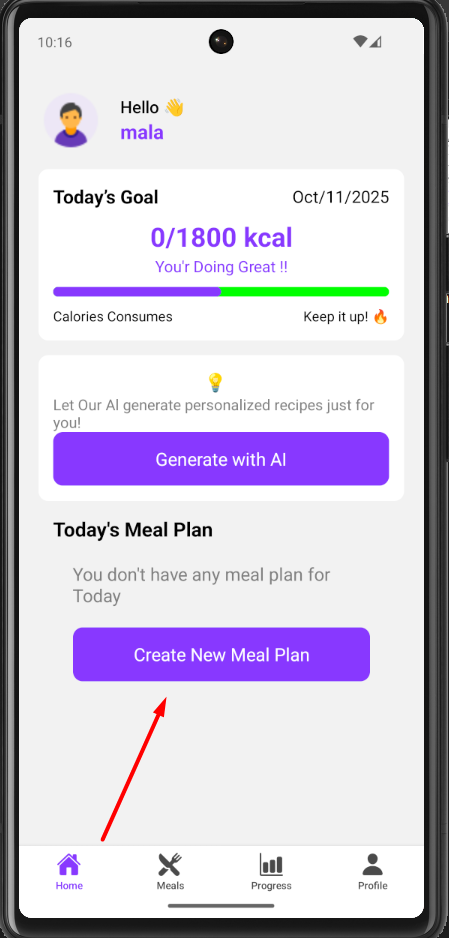 10:16
Hello 👋
mala
Today's Goal
Oct/11/2025
0/1800 kcal
You'r Doing Great !!
Calories Consumes
Keep it up! 🔥
💡
Let Our AI generate personalized recipes just for
you!
Generate with AI
Today's Meal Plan
You don't have any meal plan for
Today
Create New Meal Plan
Home
Meals
Progress
Profile